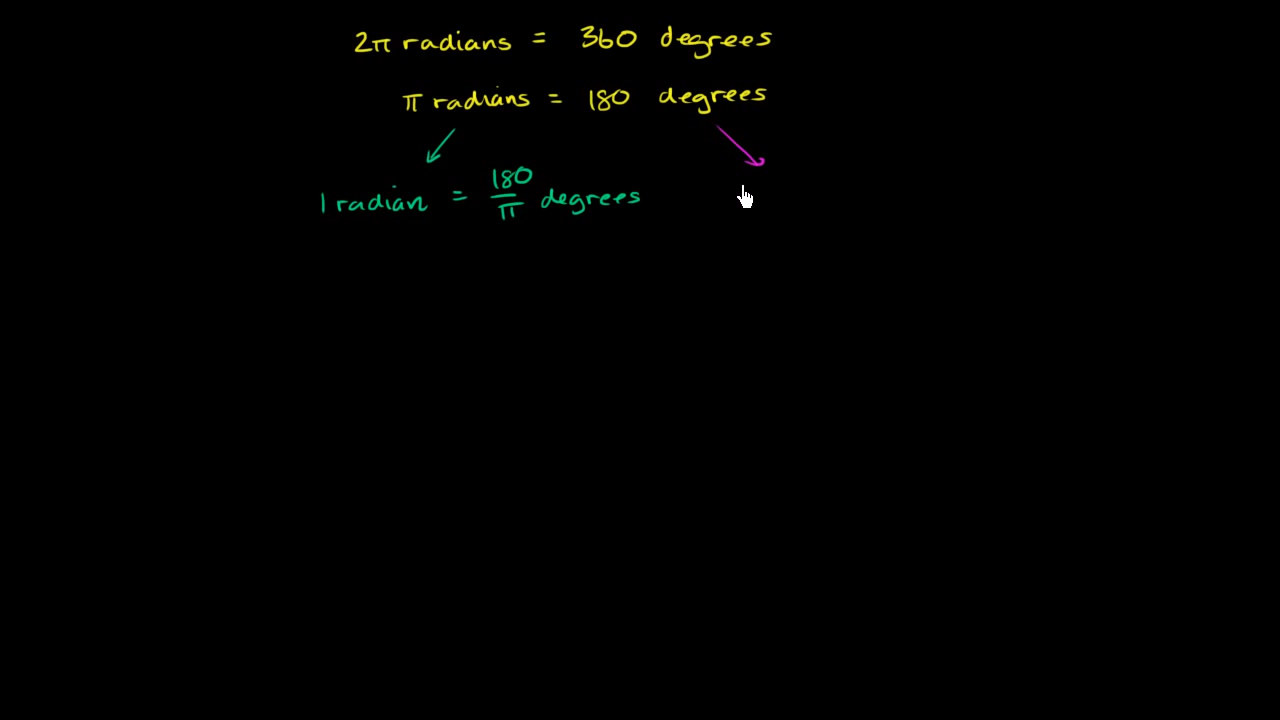 2π radians = 360 degrees
π radians = 180 degrees
1 radian = 180/π degrees